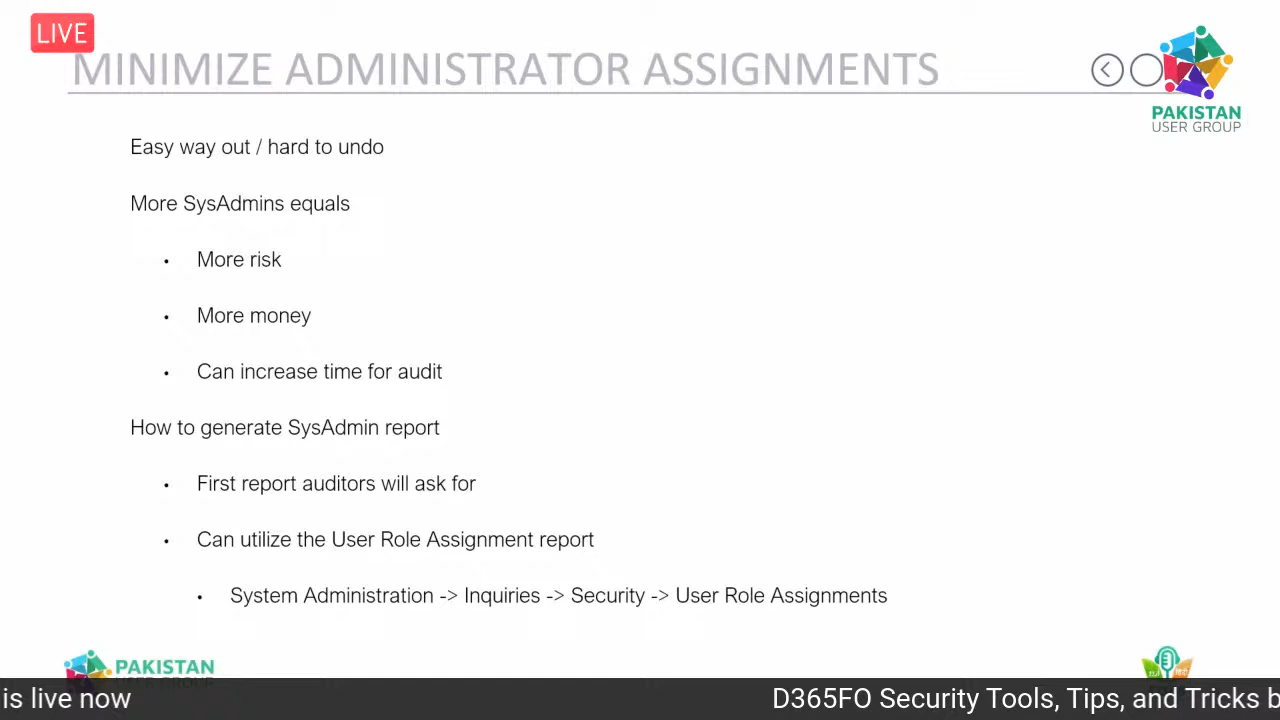 LIVE
MINIMIZE ADMINISTRATOR ASSIGNMENTS
PAKISTAN
USER GROUP
Easy way out / hard to undo
More SysAdmins equals
• More risk
• More money
• Can increase time for audit
How to generate SysAdmin report
• First report auditors will ask for
• Can utilize the User Role Assignment report
• System Administration -> Inquiries -> Security -> User Role Assignments
PAKISTAN
USER GROUP
is live now D365FO Security Tools, Tips, and Tricks b